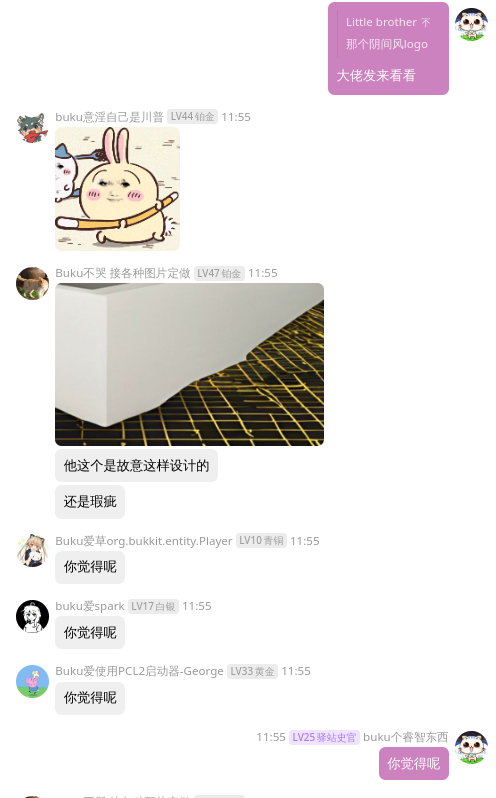 Little brother 不
那个阴间风logo
大佬发来看看
buku意淫自己是川普 LV44 铂金 11:55
Buku不哭 接各种图片定做 LV47 铂金 11:55
他这个是故意这样设计的
还是瑕疵
Buku爱草org.bukkit.entity.Player LV10 青铜 11:55
你觉得呢
buku爱spark LV17 白银 11:55
你觉得呢
Buku爱使用PCL2启动器-George LV33 黄金 11:55
你觉得呢
11:55 LV25 驿站史官 buku个睿智东西
你觉得呢